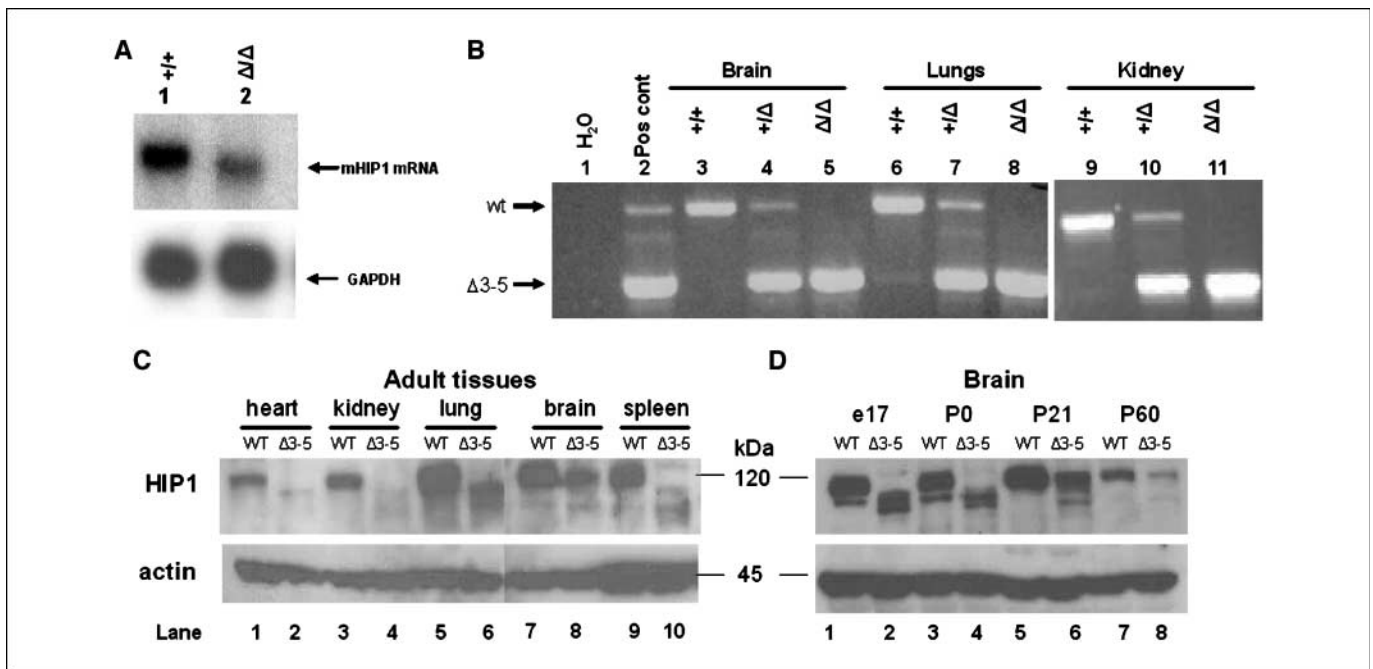 A
+/+
Δ/Δ
1 2
mHIP1 mRNA
GAPDH
B
Brain Lungs Kidney
H₂O
Pos cont
+/+
+/Δ
Δ/Δ
+/+
+/Δ
Δ/Δ
+/+
+/Δ
Δ/Δ
1 2 3 4 5 6 7 8 9 10 11
wt
Δ3-5
C
Adult tissues
heart kidney lung brain spleen
WT Δ3-5 WT Δ3-5 WT Δ3-5 WT Δ3-5 WT Δ3-5
HIP1
actin
Lane 1 2 3 4 5 6 7 8 9 10
kDa
120
45
D
Brain
e17 P0 P21 P60
WT Δ3-5 WT Δ3-5 WT Δ3-5 WT Δ3-5
1 2 3 4 5 6 7 8